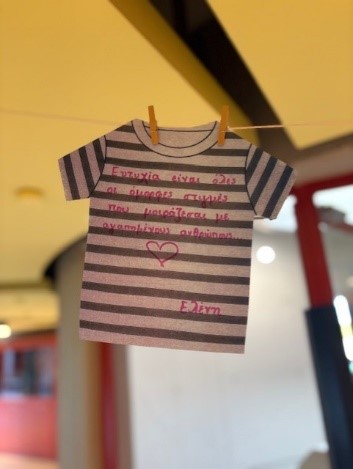 Ευτυχία είναι όλες
οι όμορφες στιγμές
που μοιράζεσαι με
αγαπημένους ανθρώπους...
Ελένη